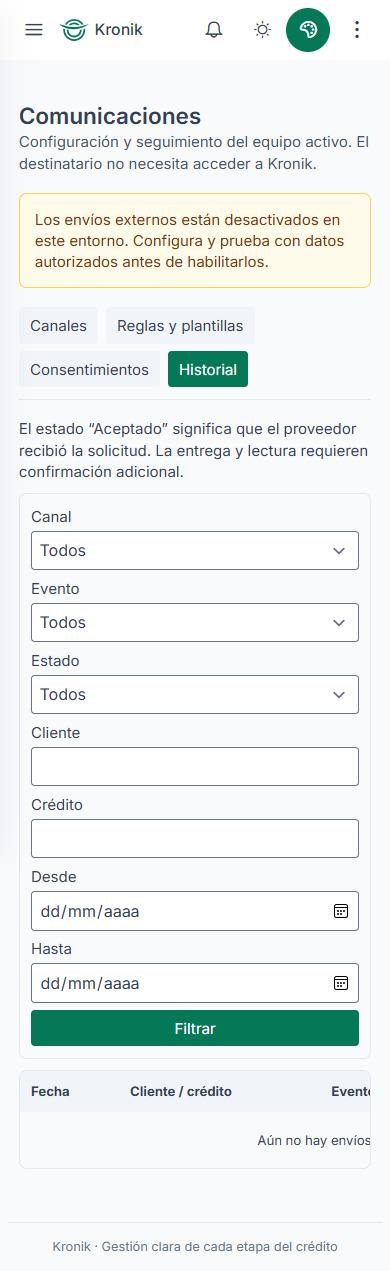 Kronik
Comunicaciones
Configuración y seguimiento del equipo activo. El
destinatario no necesita acceder a Kronik.
Los envíos externos están desactivados en
este entorno. Configura y prueba con datos
autorizados antes de habilitarlos.
Canales Reglas y plantillas
Consentimientos Historial
El estado “Aceptado” significa que el proveedor
recibió la solicitud. La entrega y lectura requieren
confirmación adicional.
Canal
Todos
Evento
Todos
Estado
Todos
Cliente
Crédito
Desde
dd/mm/aaaa
Hasta
dd/mm/aaaa
Filtrar
Fecha Cliente / crédito Evento
Aún no hay envíos
Kronik · Gestión clara de cada etapa del crédito